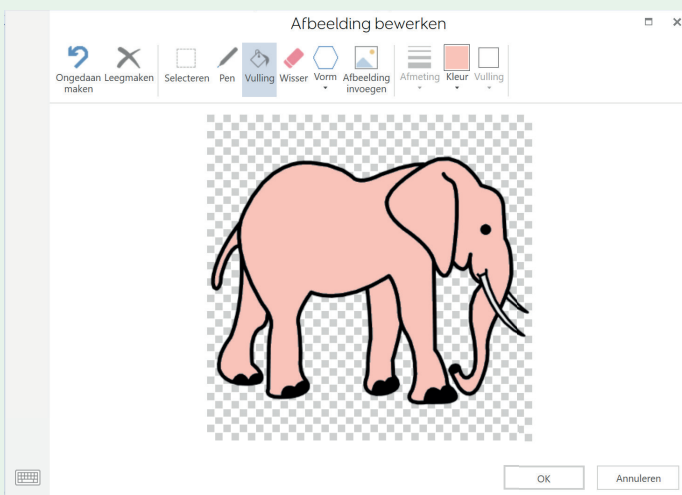 Afbeelding bewerken
Ongedaan maken
Leegmaken
Selecteren
Pen
Vulling
Wisser
Vorm
Afbeelding invoegen
Afmeting
Kleur
Vulling
OK
Annuleren